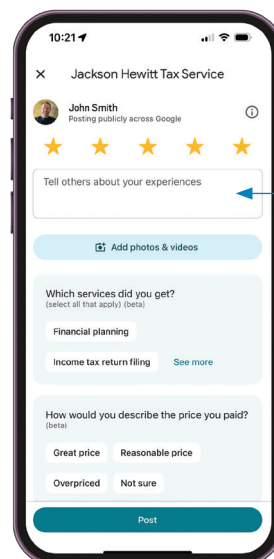 10:21
Jackson Hewitt Tax Service
John Smith
Posting publicly across Google
Tell others about your experiences
Add photos & videos
Which services did you get?
(select all that apply) (beta)
Financial planning
Income tax return filing See more
How would you describe the price you paid?
(beta)
Great price Reasonable price
Overpriced Not sure
Post